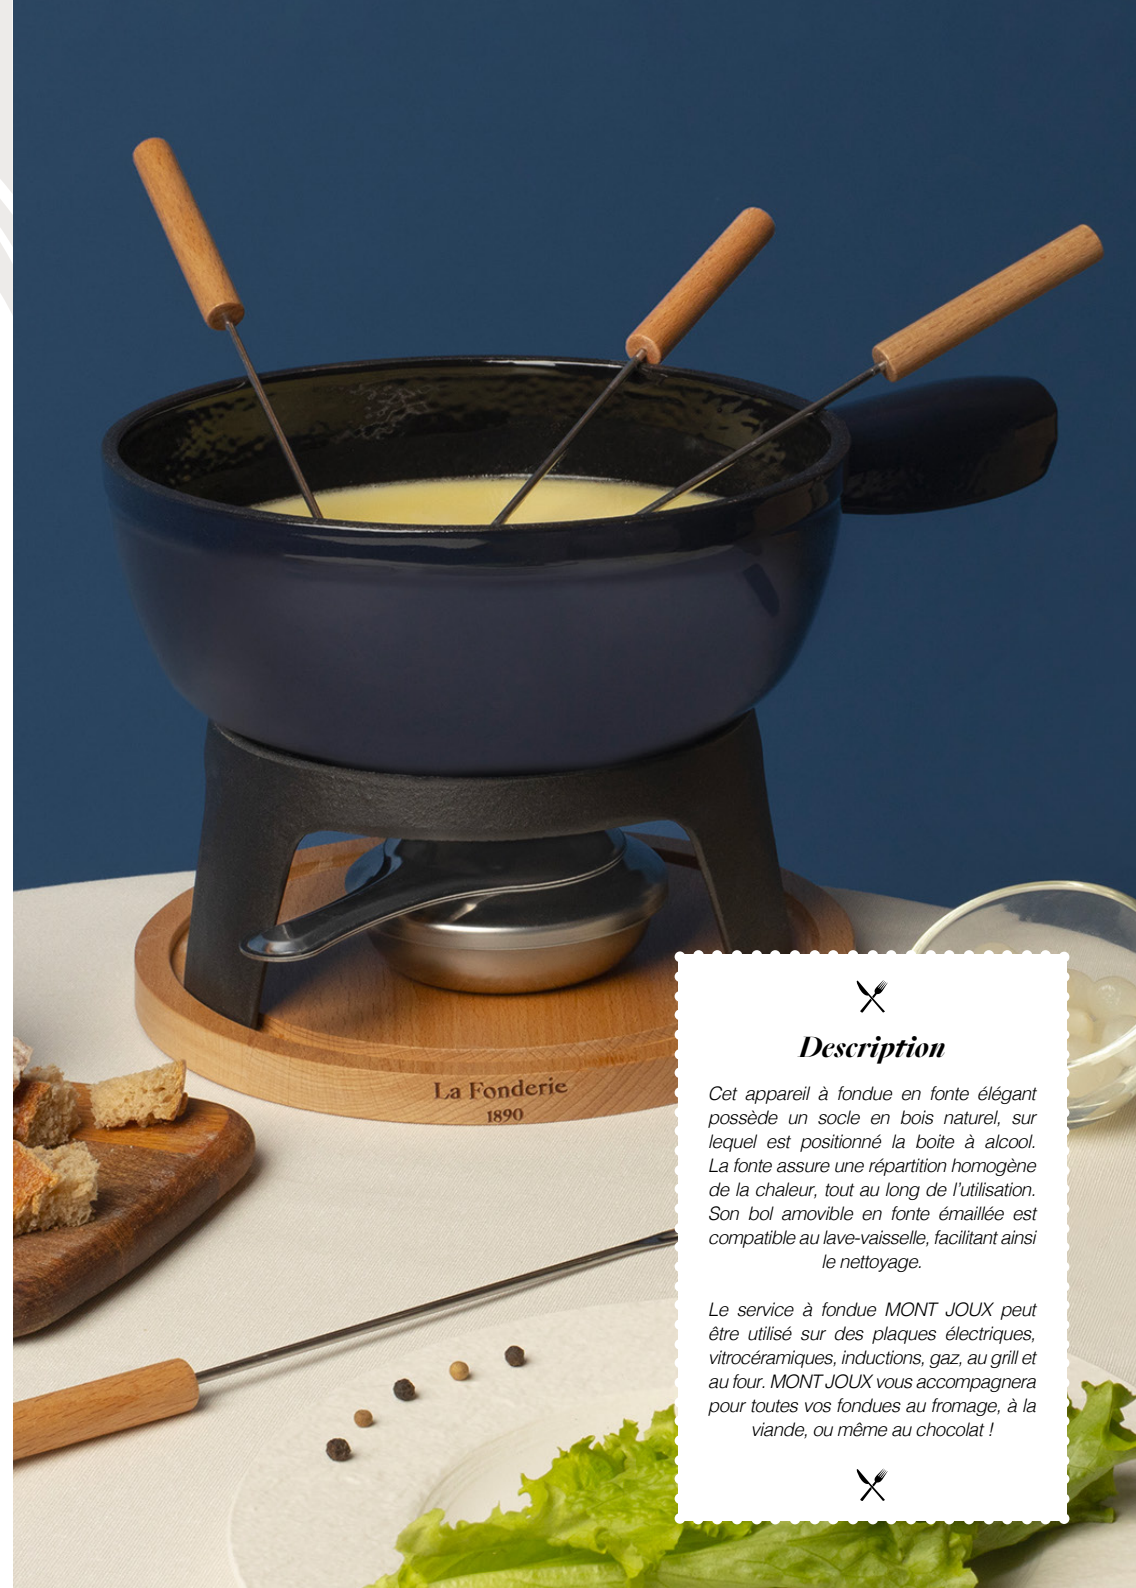 La Fonderie
1890
Description
Cet appareil à fondue en fonte élégant
possède un socle en bois naturel, sur
lequel est positionné la boite à alcool.
La fonte assure une répartition homogène
de la chaleur, tout au long de l'utilisation.
Son bol amovible en fonte émaillée est
compatible au lave-vaisselle, facilitant ainsi
le nettoyage.
Le service à fondue MONT JOUX peut
être utilisé sur des plaques électriques,
vitrocéramiques, inductions, gaz, au grill et
au four. MONT JOUX vous accompagnera
pour toutes vos fondues au fromage, à la
viande, ou même au chocolat !